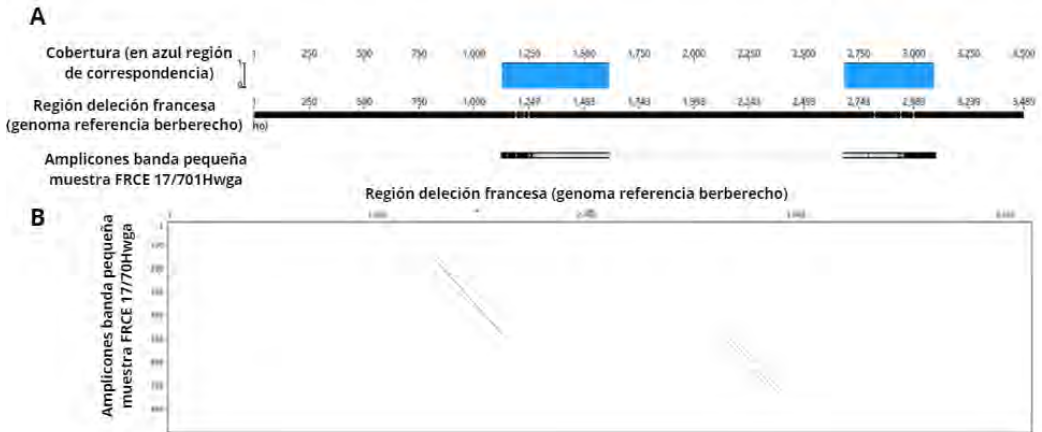 A
Cobertura (en azul región
de correspondencia)
1 250 500 750 1,000 1,250 1,500 1,750 2,000 2,250 2,500 2,750 3,000 3,250 3,500
Región deleción francesa
(genoma referencia berberecho)
1 250 500 750 1,000 1,247 1,493 1,743 1,993 2,243 2,493 2,743 2,989 3,239 3,489
ho)
Amplicones banda pequeña
muestra FRCE 17/701Hwga
Región deleción francesa (genoma referencia berberecho)
B
Amplicones banda pequeña
muestra FRCE 17/70Hwga